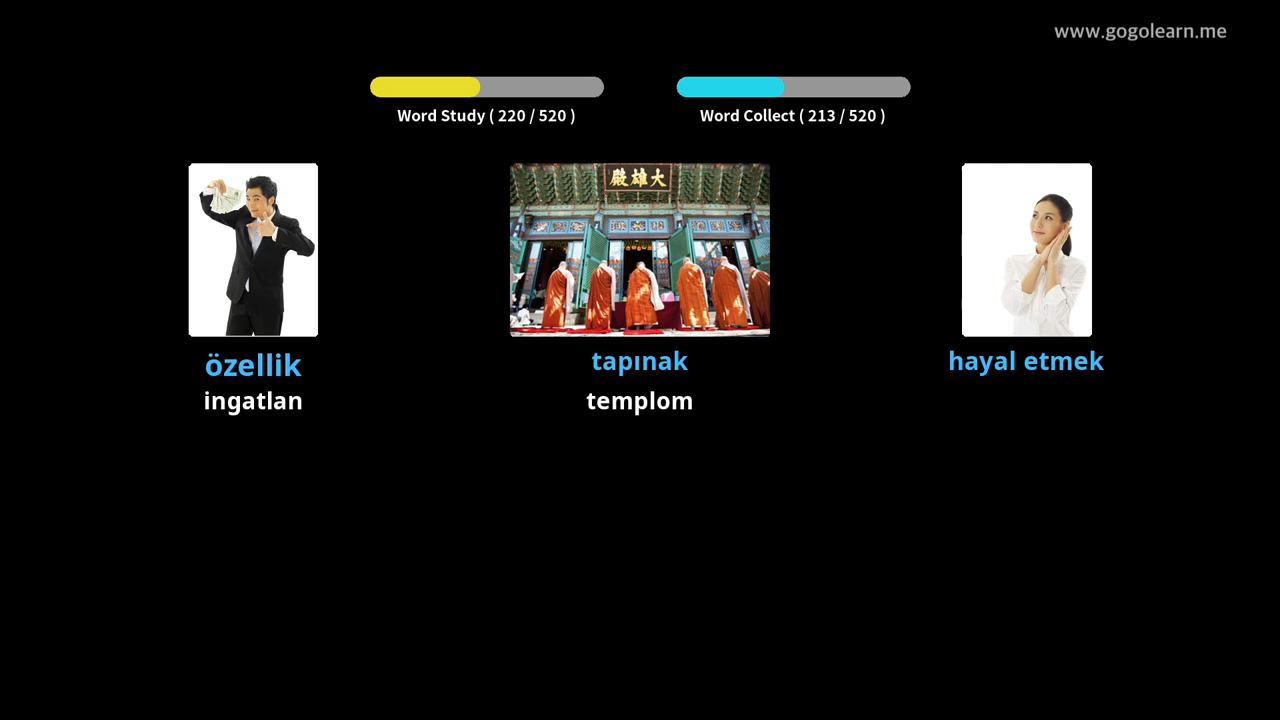 www.gogolearn.me
Word Study ( 220 / 520 )
Word Collect ( 213 / 520 )
殿雄大
özellik
ingatlan
tapınak
templom
hayal etmek